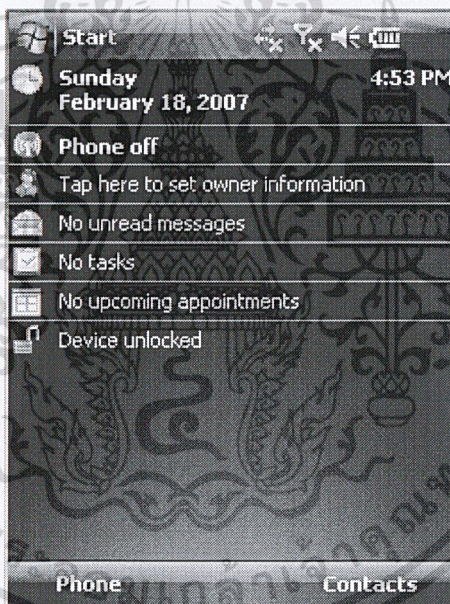 Start
Sunday 4:53 PM
February 18, 2007
Phone off
Tap here to set owner information
No unread messages
No tasks
No upcoming appointments
Device unlocked
Phone Contacts